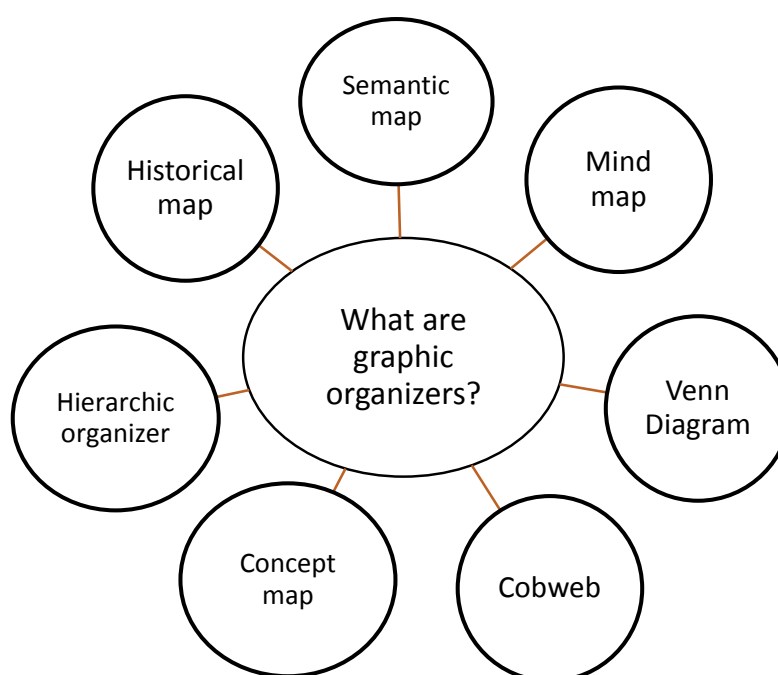 Semantic
map
Historical
map
Mind
map
What are
graphic
organizers?
Hierarchic
organizer
Venn
Diagram
Concept
map
Cobweb